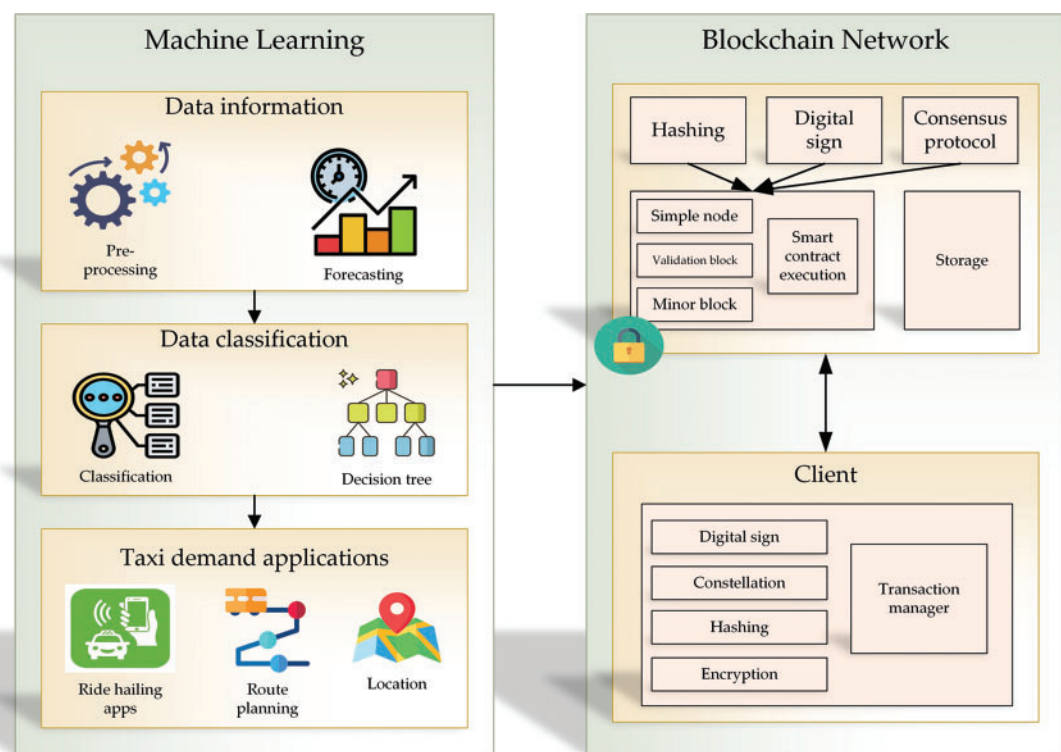 Machine Learning
Data information
Pre-
processing
Forecasting
Data classification
Classification
Decision tree
Taxi demand applications
Ride hailing
apps
Route
planning
Location
Blockchain Network
Hashing
Digital
sign
Consensus
protocol
Simple node
Validation block
Minor block
Smart
contract
execution
Storage
Client
Digital sign
Constellation
Hashing
Encryption
Transaction
manager